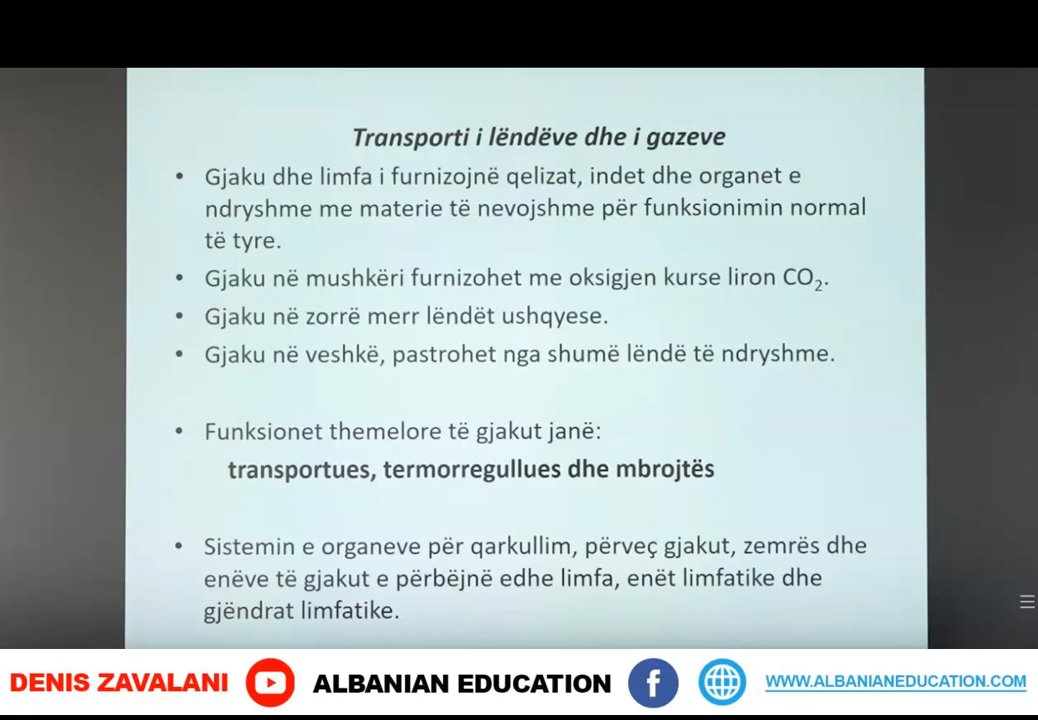 Transporti i lëndëve dhe i gazeve
• Gjaku dhe limfa i furnizojnë qelizat, indet dhe organet e
ndryshme me materie të nevojshme për funksionimin normal
të tyre.
• Gjaku në mushkëri furnizohet me oksigjen kurse liron CO₂.
• Gjaku në zorrë merr lëndët ushqyese.
• Gjaku në veshkë, pastrohet nga shumë lëndë të ndryshme.
• Funksionet themelore të gjakut janë:
transportues, termorregullues dhe mbrojtës
• Sistemin e organeve për qarkullim, përveç gjakut, zemrës dhe
enëve të gjakut e përbëjnë edhe limfa, enët limfatike dhe
gjëndrat limfatike.
DENIS ZAVALANI ALBANIAN EDUCATION WWW.ALBANIANEDUCATION.COM